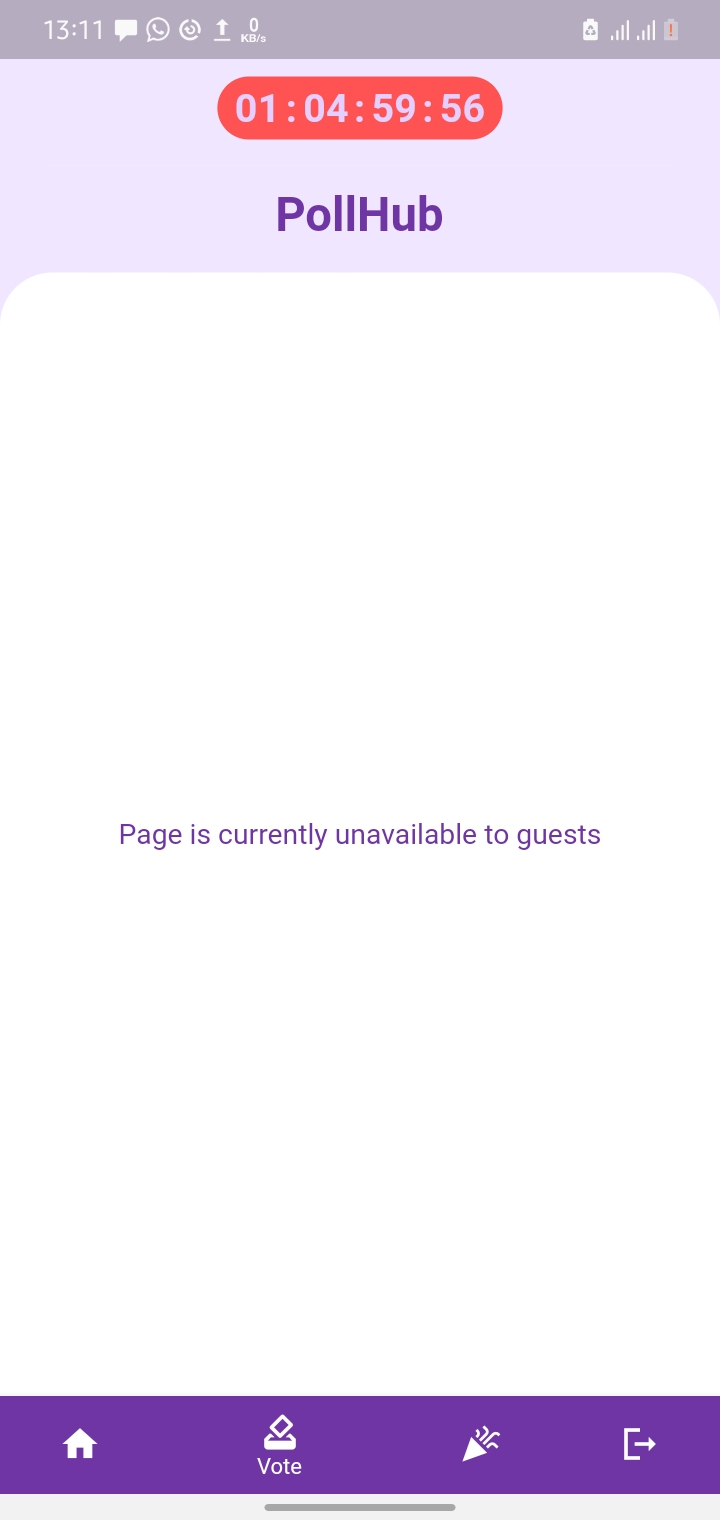 13:11 0 KB/s
01:04:59:56
PollHub
Page is currently unavailable to guests
Vote